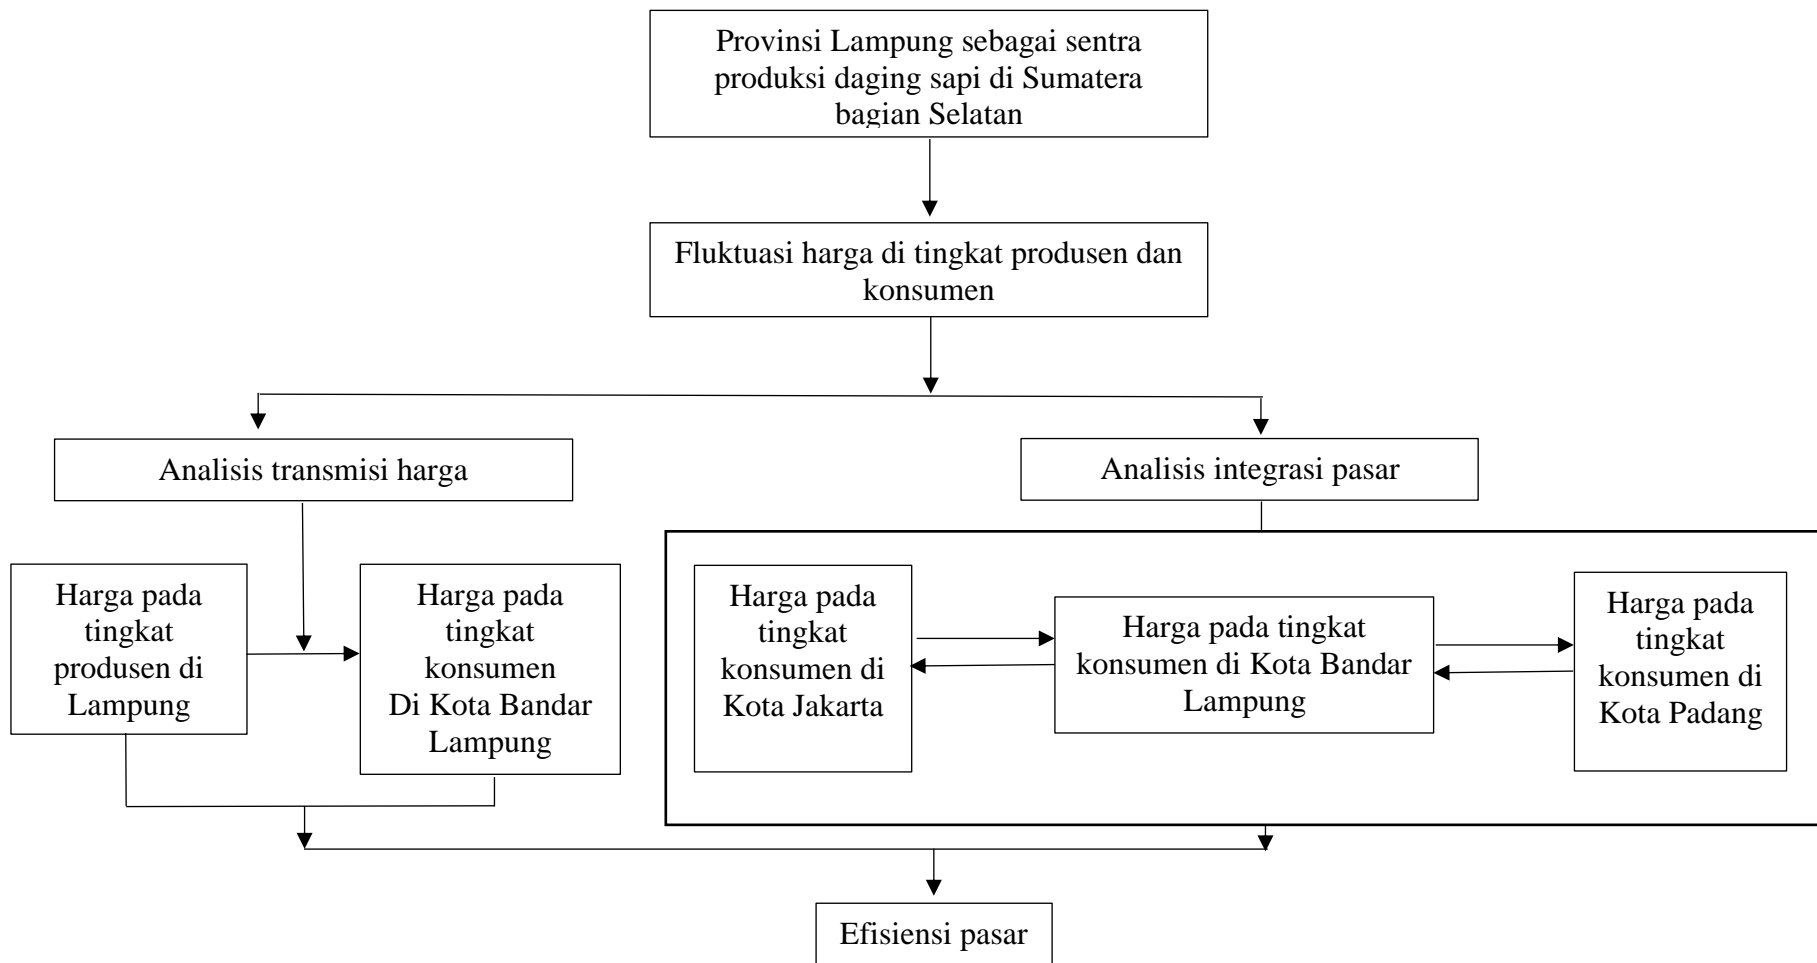 Provinsi Lampung sebagai sentra
produksi daging sapi di Sumatera
bagian Selatan
Fluktuasi harga di tingkat produsen dan
konsumen
Analisis transmisi harga
Analisis integrasi pasar
Harga pada
tingkat
produsen di
Lampung
Harga pada
tingkat
konsumen
Di Kota Bandar
Lampung
Harga pada
tingkat
konsumen di
Kota Jakarta
Harga pada tingkat
konsumen di Kota Bandar
Lampung
Harga pada
tingkat
konsumen di
Kota Padang
Efisiensi pasar